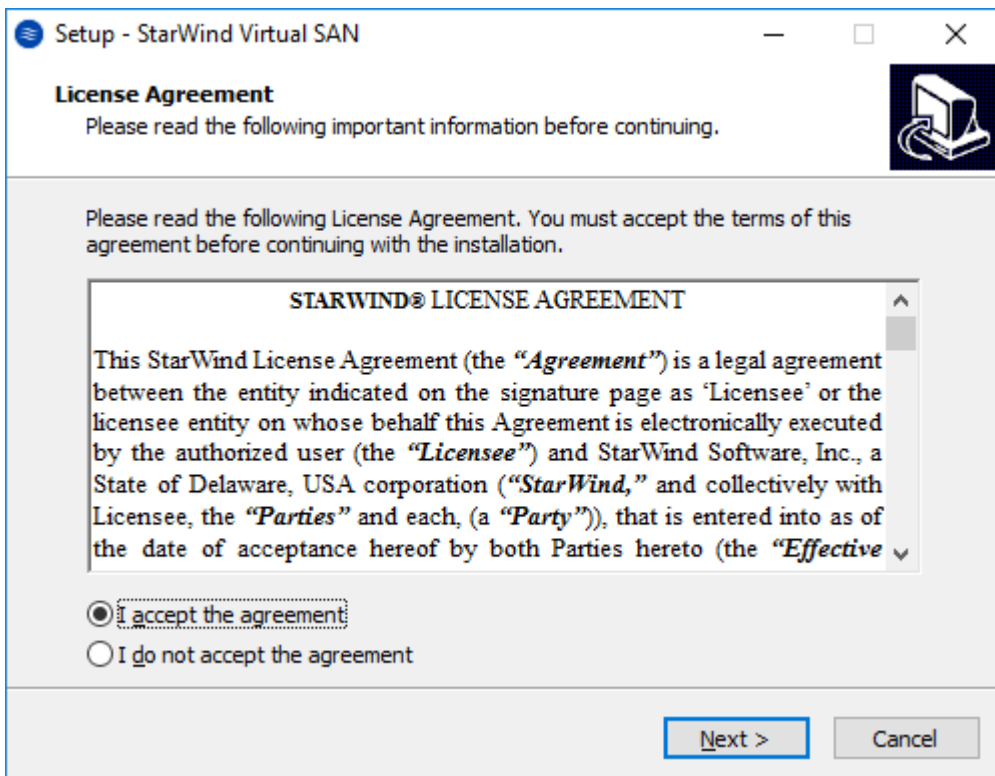 Setup - StarWind Virtual SAN
License Agreement
Please read the following important information before continuing.
Please read the following License Agreement. You must accept the terms of this
agreement before continuing with the installation.
STARWIND® LICENSE AGREEMENT
This StarWind License Agreement (the “Agreement”) is a legal agreement
between the entity indicated on the signature page as ‘Licensee’ or the
licensee entity on whose behalf this Agreement is electronically executed
by the authorized user (the “Licensee”) and StarWind Software, Inc., a
State of Delaware, USA corporation (“StarWind,” and collectively with
Licensee, the “Parties” and each, (a “Party”)), that is entered into as of
the date of acceptance hereof by both Parties hereto (the “Effective
I accept the agreement
I do not accept the agreement
Next >
Cancel